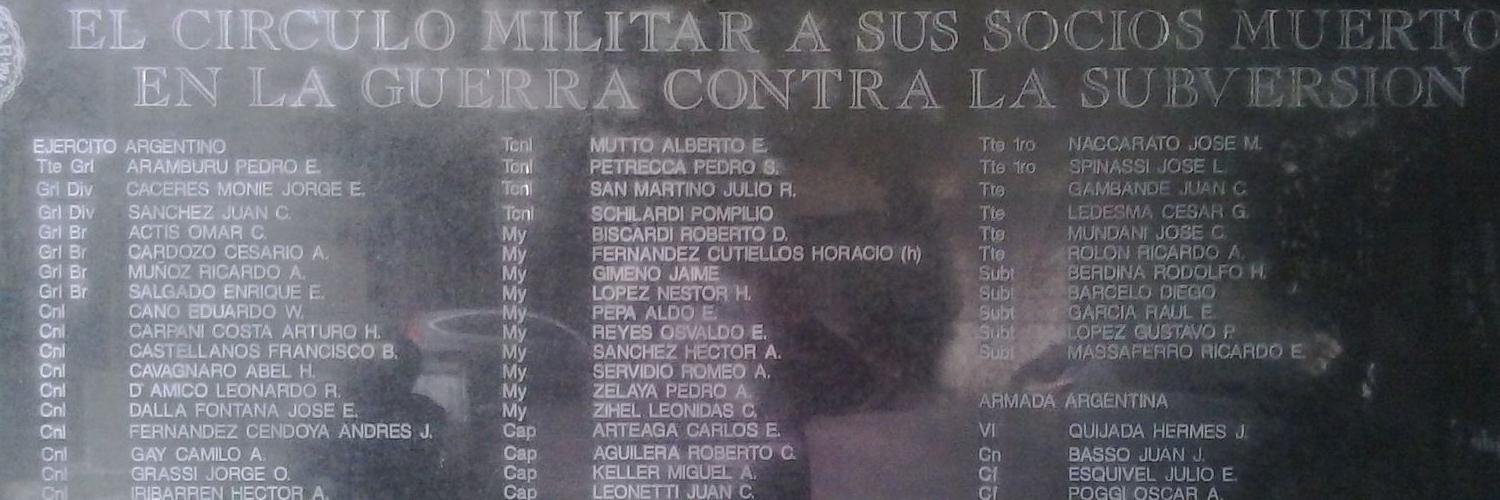 EL CIRCULO MILITAR A SUS SOCIOS MUERTO
EN LA GUERRA CONTRA LA SUBVERSION
EJERCITO ARGENTINO
Tte Grl ARAMBURU PEDRO E.
Grl Div CACERES MONIE JORGE E.
Grl Div SANCHEZ JUAN C.
Grl Br ACTIS OMAR C.
Grl Br CARDOZO CESARIO A.
Grl Br MUÑOZ RICARDO A.
Grl Br SALGADO ENRIQUE E.
Cnl CANO EDUARDO W.
Cnl CARPANI COSTA ARTURO H.
Cnl CASTELLANOS FRANCISCO B.
Cnl CAVAGNARO ABEL H.
Cnl D' AMICO LEONARDO R.
Cnl DALLA FONTANA JOSE E.
Cnl FERNANDEZ CENDOYA ANDRES J.
Cnl GAY CAMILO A.
Cnl GRASSI JORGE O.
Cnl IRIBARREN HECTOR A.
Tcnl MUTTO ALBERTO E.
Tcnl PETRECCA PEDRO S.
Tcnl SAN MARTINO JULIO R.
Tcnl SCHILARDI POMPILIO
My BISCARDI ROBERTO D.
My FERNANDEZ CUTIELLOS HORACIO (h)
My GIMENO JAIME
My LOPEZ NESTOR H.
My PEPA ALDO E.
My REYES OSVALDO E.
My SANCHEZ HECTOR A.
My SERVIDIO ROMEO A.
My ZELAYA PEDRO A.
My ZIHEL LEONIDAS C.
Cap ARTEAGA CARLOS E.
Cap AGUILERA ROBERTO C.
Cap KELLER MIGUEL A.
Cap LEONETTI JUAN C.
Tte 1ro NACCARATO JOSE M.
Tte 1ro SPINASSI JOSE L.
Tte GAMBANDE JUAN C.
Tte LEDESMA CESAR G.
Tte MUNDANI JOSE C.
Tte ROLON RICARDO A.
Subt BERDINA RODOLFO H.
Subt BARCELO DIEGO
Subt GARCIA RAUL E.
Subt LOPEZ GUSTAVO P.
Subt MASSAFERRO RICARDO E.
ARMADA ARGENTINA
Vl QUIJADA HERMES J.
Cn BASSO JUAN J.
Cf ESQUIVEL JULIO E.
Cf POGGI OSCAR A.